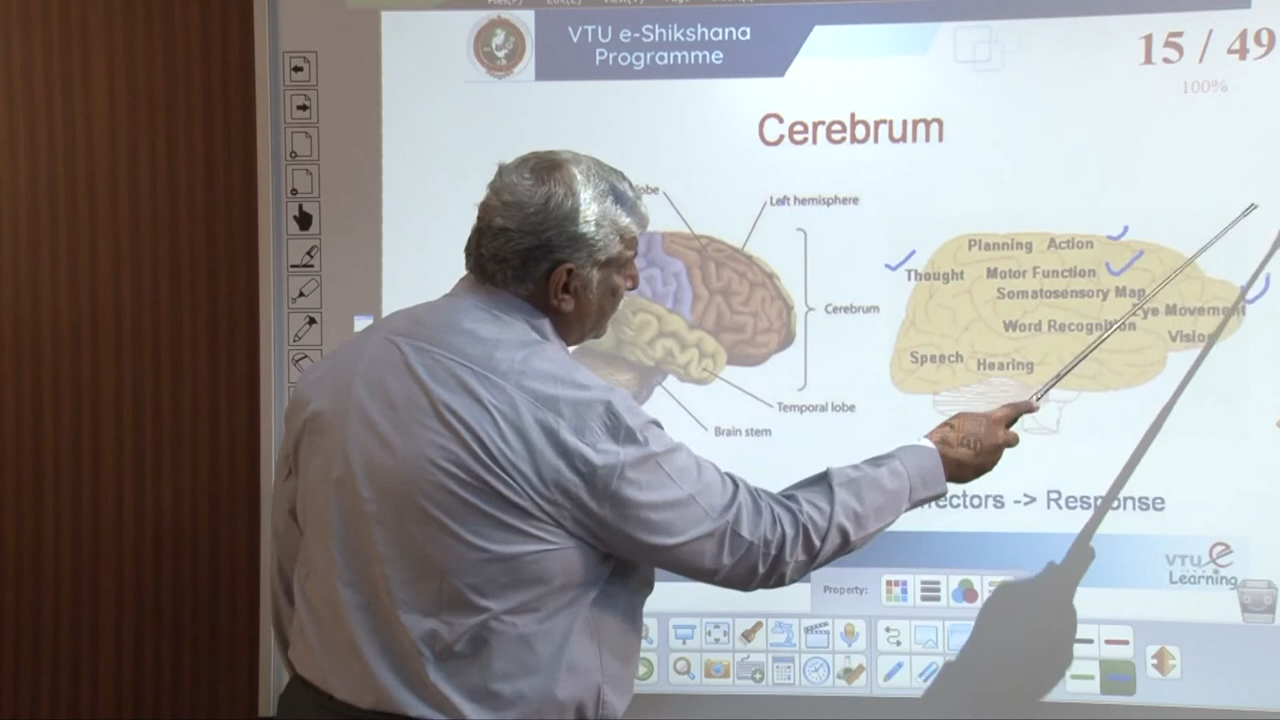 VTU e-Shikshana
Programme
15 / 49
100%
Cerebrum
lobe
Left hemisphere
Cerebrum
Temporal lobe
Brain stem
Planning Action
Thought Motor Function
Somatosensory Map
Eye Movement
Word Recognition
Vision
Speech Hearing
-> Response
VTU e
Learning
Property: